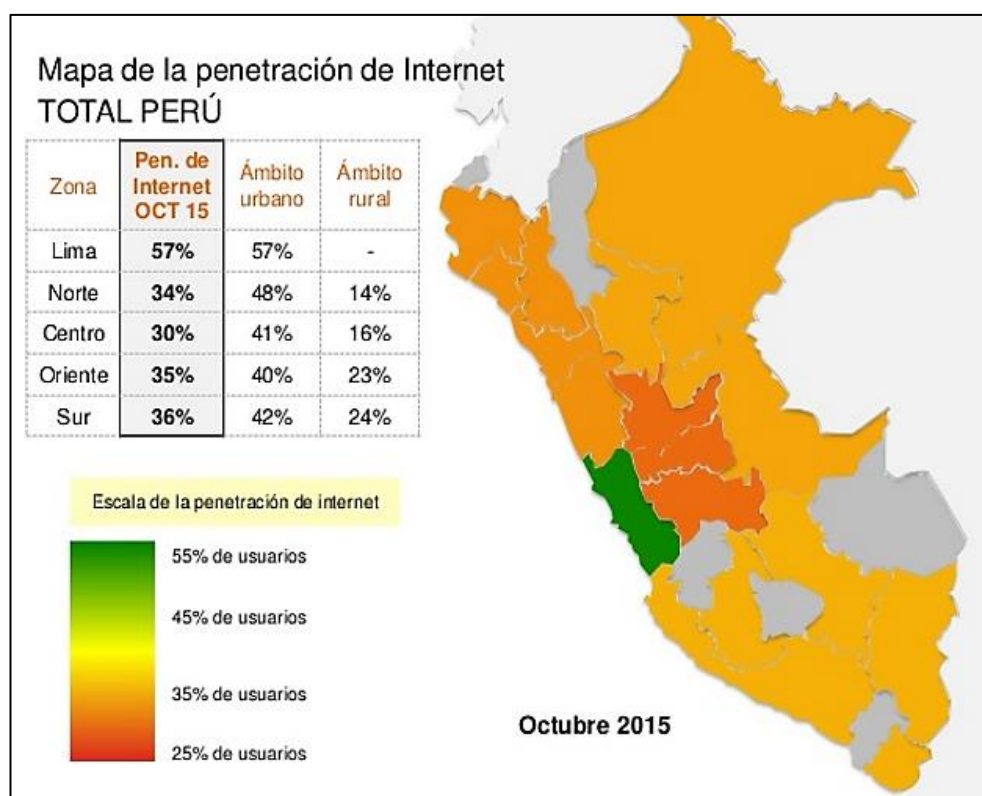 Mapa de la penetración de Internet
TOTAL PERÚ
Zona Pen. de Internet OCT 15 Ámbito urbano Ámbito rural
Lima 57% 57% -
Norte 34% 48% 14%
Centro 30% 41% 16%
Oriente 35% 40% 23%
Sur 36% 42% 24%
Escala de la penetración de internet
55% de usuarios
45% de usuarios
35% de usuarios
25% de usuarios
Octubre 2015